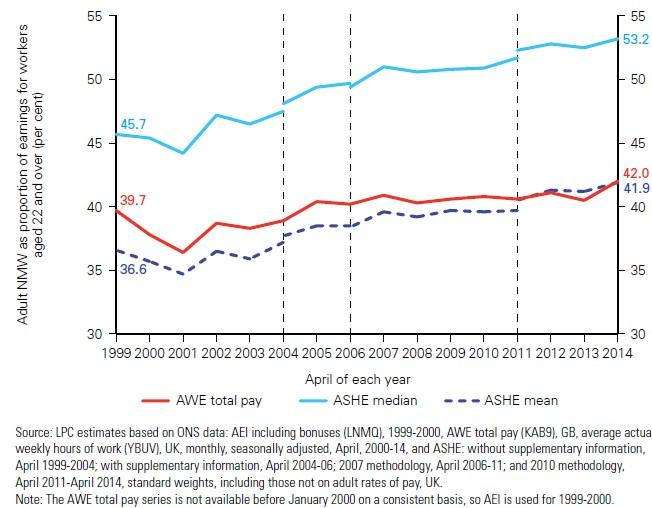 Adult NMW as proportion of earnings for workers
aged 22 and over (per cent)
55 55
53.2
50 50
45.7
45 45
42.0
41.9
39.7
40 40
36.6
35 35
30 30
1999 2000 2001 2002 2003 2004 2005 2006 2007 2008 2009 2010 2011 2012 2013 2014
April of each year
AWE total pay ASHE median ASHE mean
Source: LPC estimates based on ONS data: AEI including bonuses (LNMQ), 1999-2000, AWE total pay (KAB9), GB, average actua
weekly hours of work (YBUV), UK, monthly, seasonally adjusted, April, 2000-14, and ASHE: without supplementary information,
April 1999-2004; with supplementary information, April 2004-06; 2007 methodology, April 2006-11; and 2010 methodology,
April 2011-April 2014, standard weights, including those not on adult rates of pay, UK.
Note: The AWE total pay series is not available before January 2000 on a consistent basis, so AEI is used for 1999-2000.